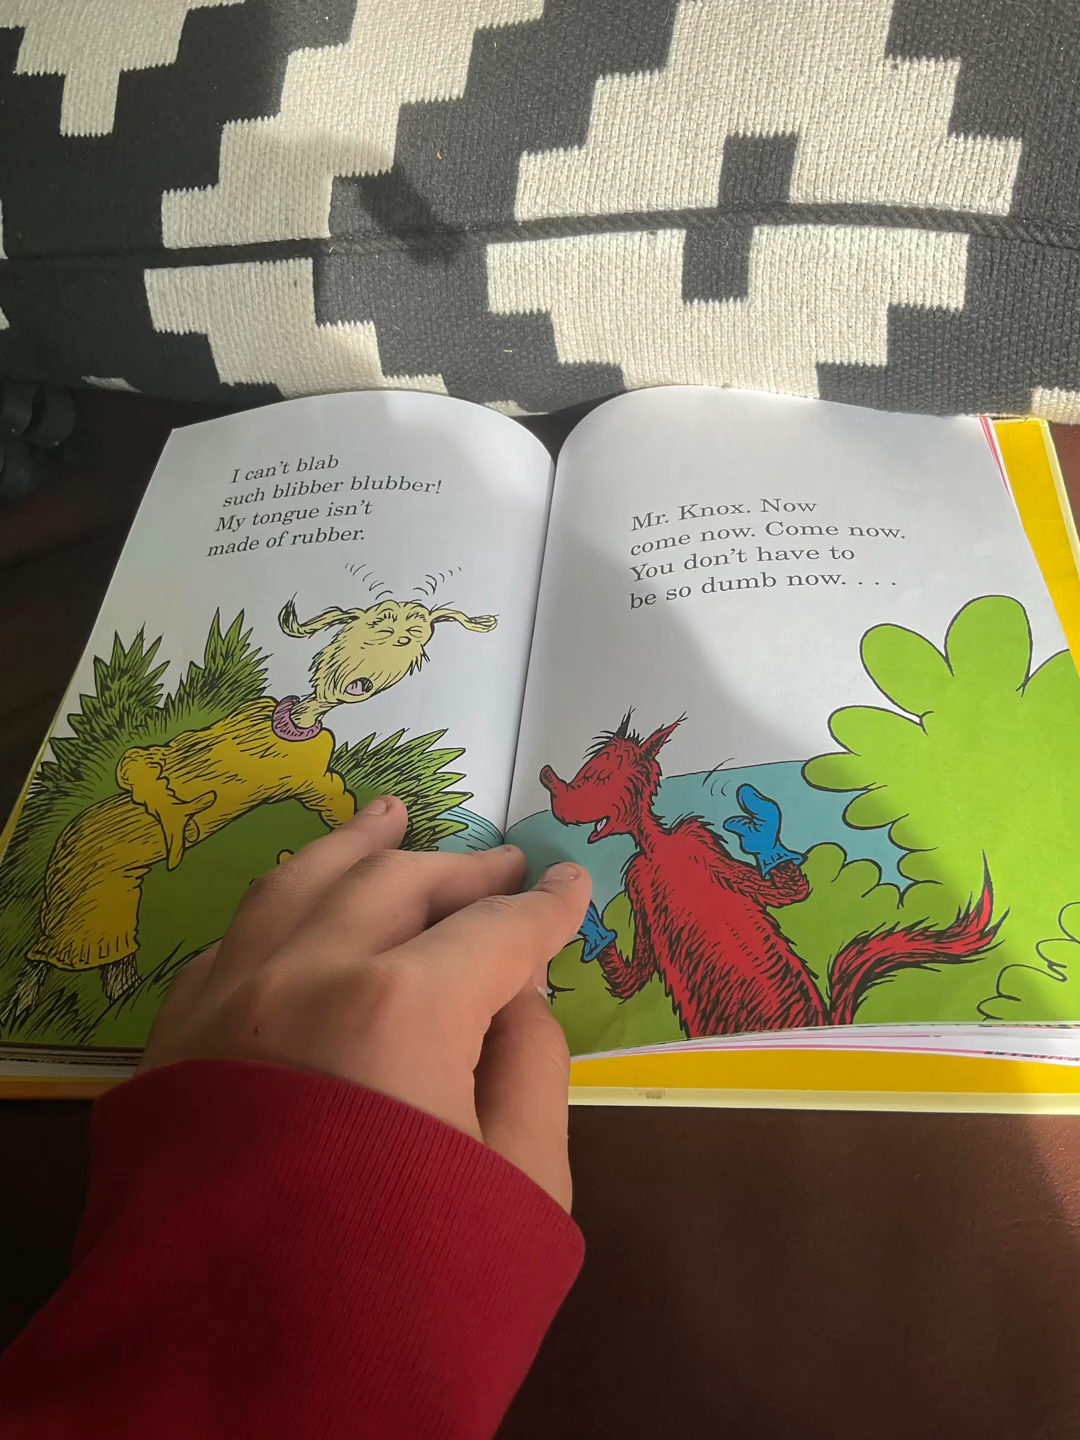 I can't blab
such blibber blubber!
My tongue isn't
made of rubber.
Mr. Knox. Now
come now. Come now.
You don't have to
be so dumb now. . . .